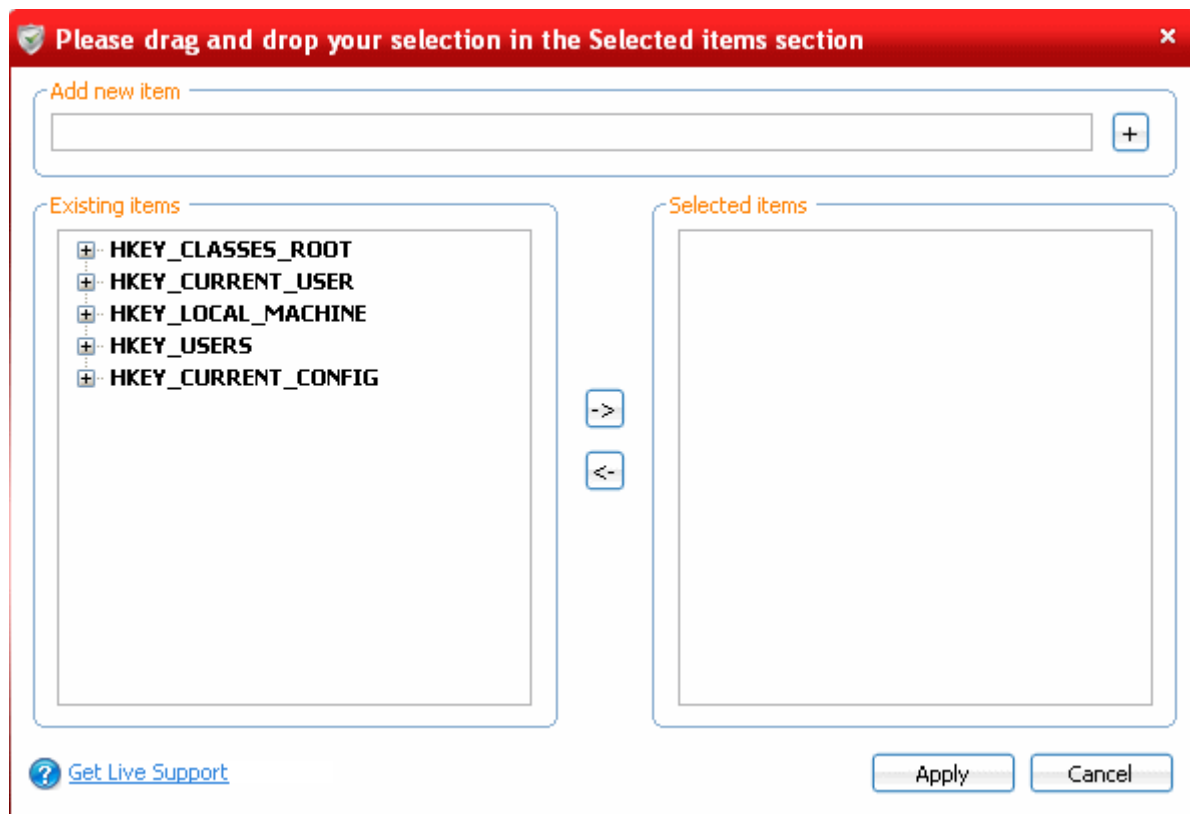 Please drag and drop your selection in the Selected items section
Add new item
+
Existing items
HKEY_CLASSES_ROOT
HKEY_CURRENT_USER
HKEY_LOCAL_MACHINE
HKEY_USERS
HKEY_CURRENT_CONFIG
->
<-
Selected items
Get Live Support
Apply
Cancel